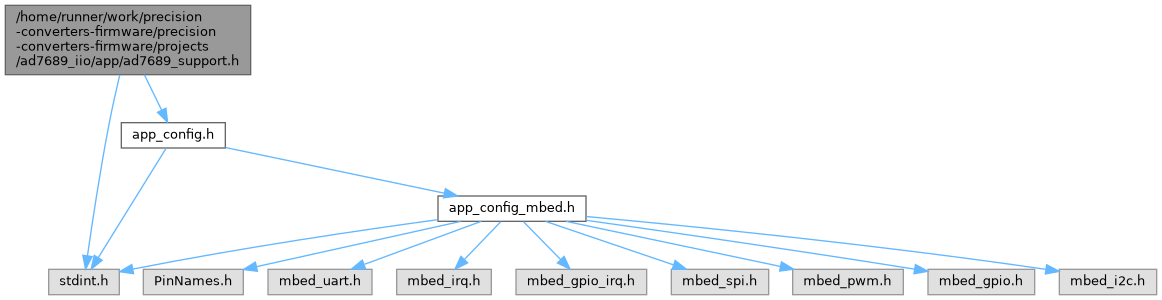 /home/runner/work/precision
-converters-firmware/precision
-converters-firmware/projects
/ad7689_iio/app/ad7689_support.h
app_config.h
app_config_mbed.h
stdint.h
PinNames.h
mbed_uart.h
mbed_irq.h
mbed_gpio_irq.h
mbed_spi.h
mbed_pwm.h
mbed_gpio.h
mbed_i2c.h